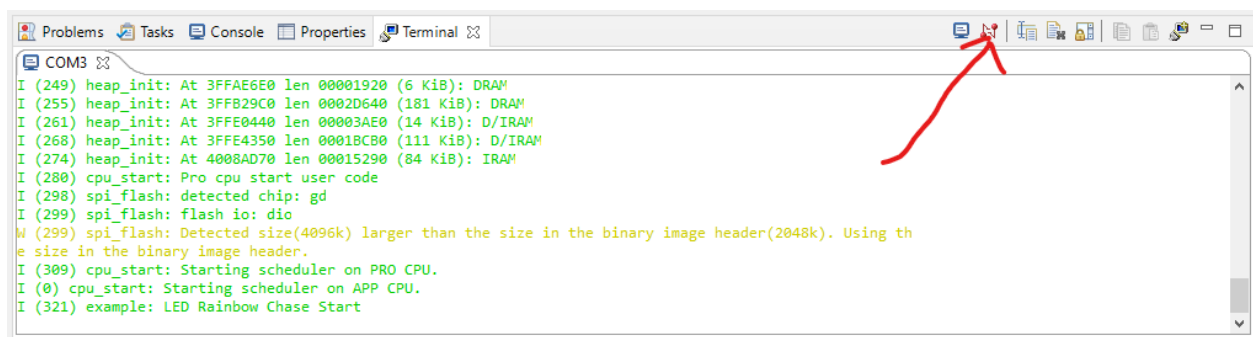 Problems Tasks Console Properties Terminal
COM3
I (249) heap_init: At 3FFAE6E0 len 00001920 (6 KiB): DRAM
I (255) heap_init: At 3FFB29C0 len 0002D640 (181 KiB): DRAM
I (261) heap_init: At 3FFE0440 len 00003AE0 (14 KiB): D/IRAM
I (268) heap_init: At 3FFE4350 len 0001BCB0 (111 KiB): D/IRAM
I (274) heap_init: At 4008AD70 len 00015290 (84 KiB): IRAM
I (280) cpu_start: Pro cpu start user code
I (298) spi_flash: detected chip: gd
I (299) spi_flash: flash io: dio
W (299) spi_flash: Detected size(4096k) larger than the size in the binary image header(2048k). Using th
e size in the binary image header.
I (309) cpu_start: Starting scheduler on PRO CPU.
I (0) cpu_start: Starting scheduler on APP CPU.
I (321) example: LED Rainbow Chase Start